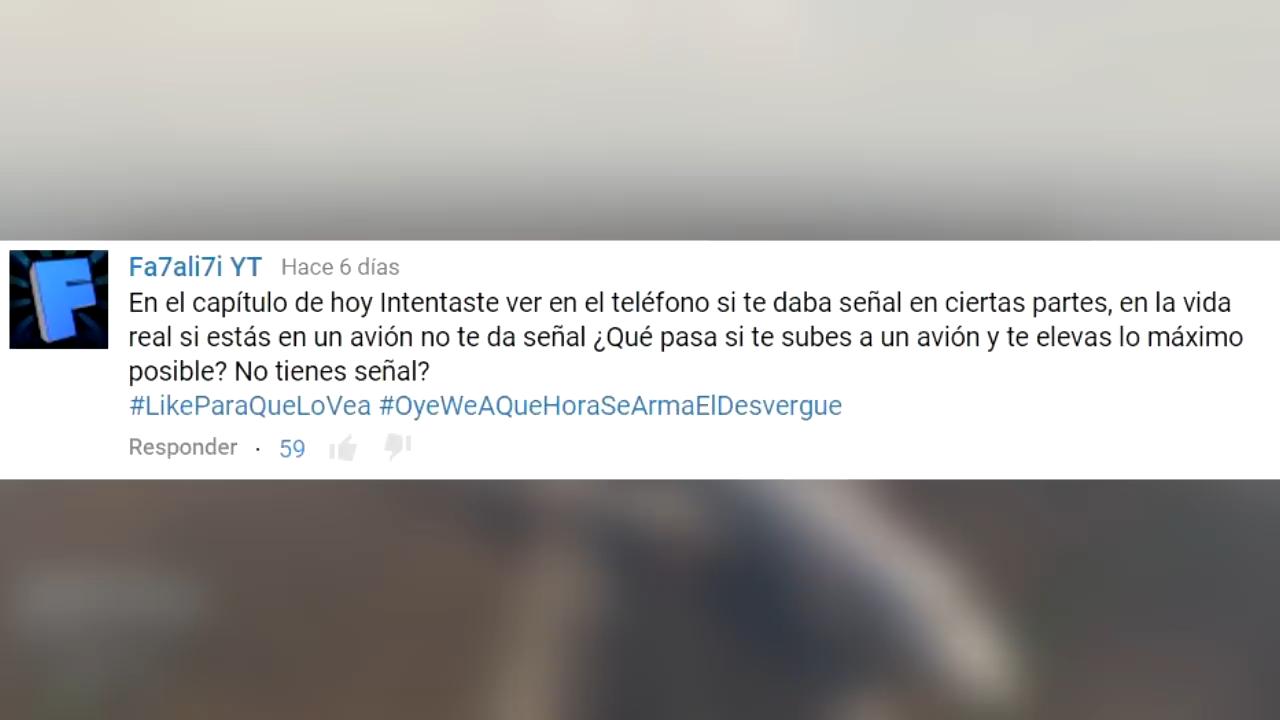 Fa7ali7i YT Hace 6 días
En el capítulo de hoy Intentaste ver en el teléfono si te daba señal en ciertas partes, en la vida
real si estás en un avión no te da señal ¿Qué pasa si te subes a un avión y te elevas lo máximo
posible? No tienes señal?
#LikeParaQueLoVea #OyeWeAQueHoraSeArmaElDesvergue
Responder · 59